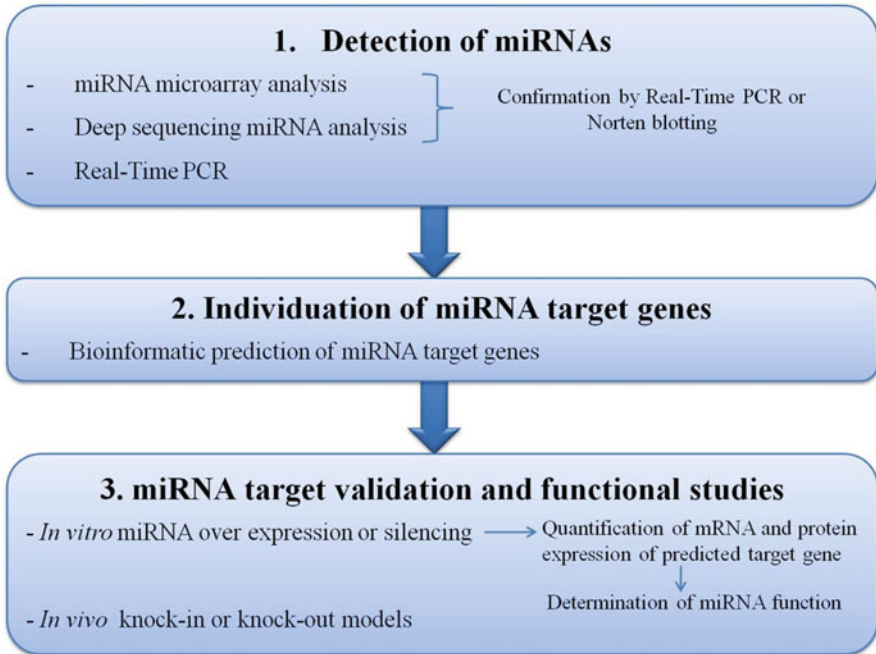 1. Detection of miRNAs
- miRNA microarray analysis
- Deep sequencing miRNA analysis
- Real-Time PCR
Confirmation by Real-Time PCR or
Norten blotting
2. Individuation of miRNA target genes
- Bioinformatic prediction of miRNA target genes
3. miRNA target validation and functional studies
- In vitro miRNA over expression or silencing
Quantification of mRNA and protein
expression of predicted target gene
Determination of miRNA function
- In vivo knock-in or knock-out models